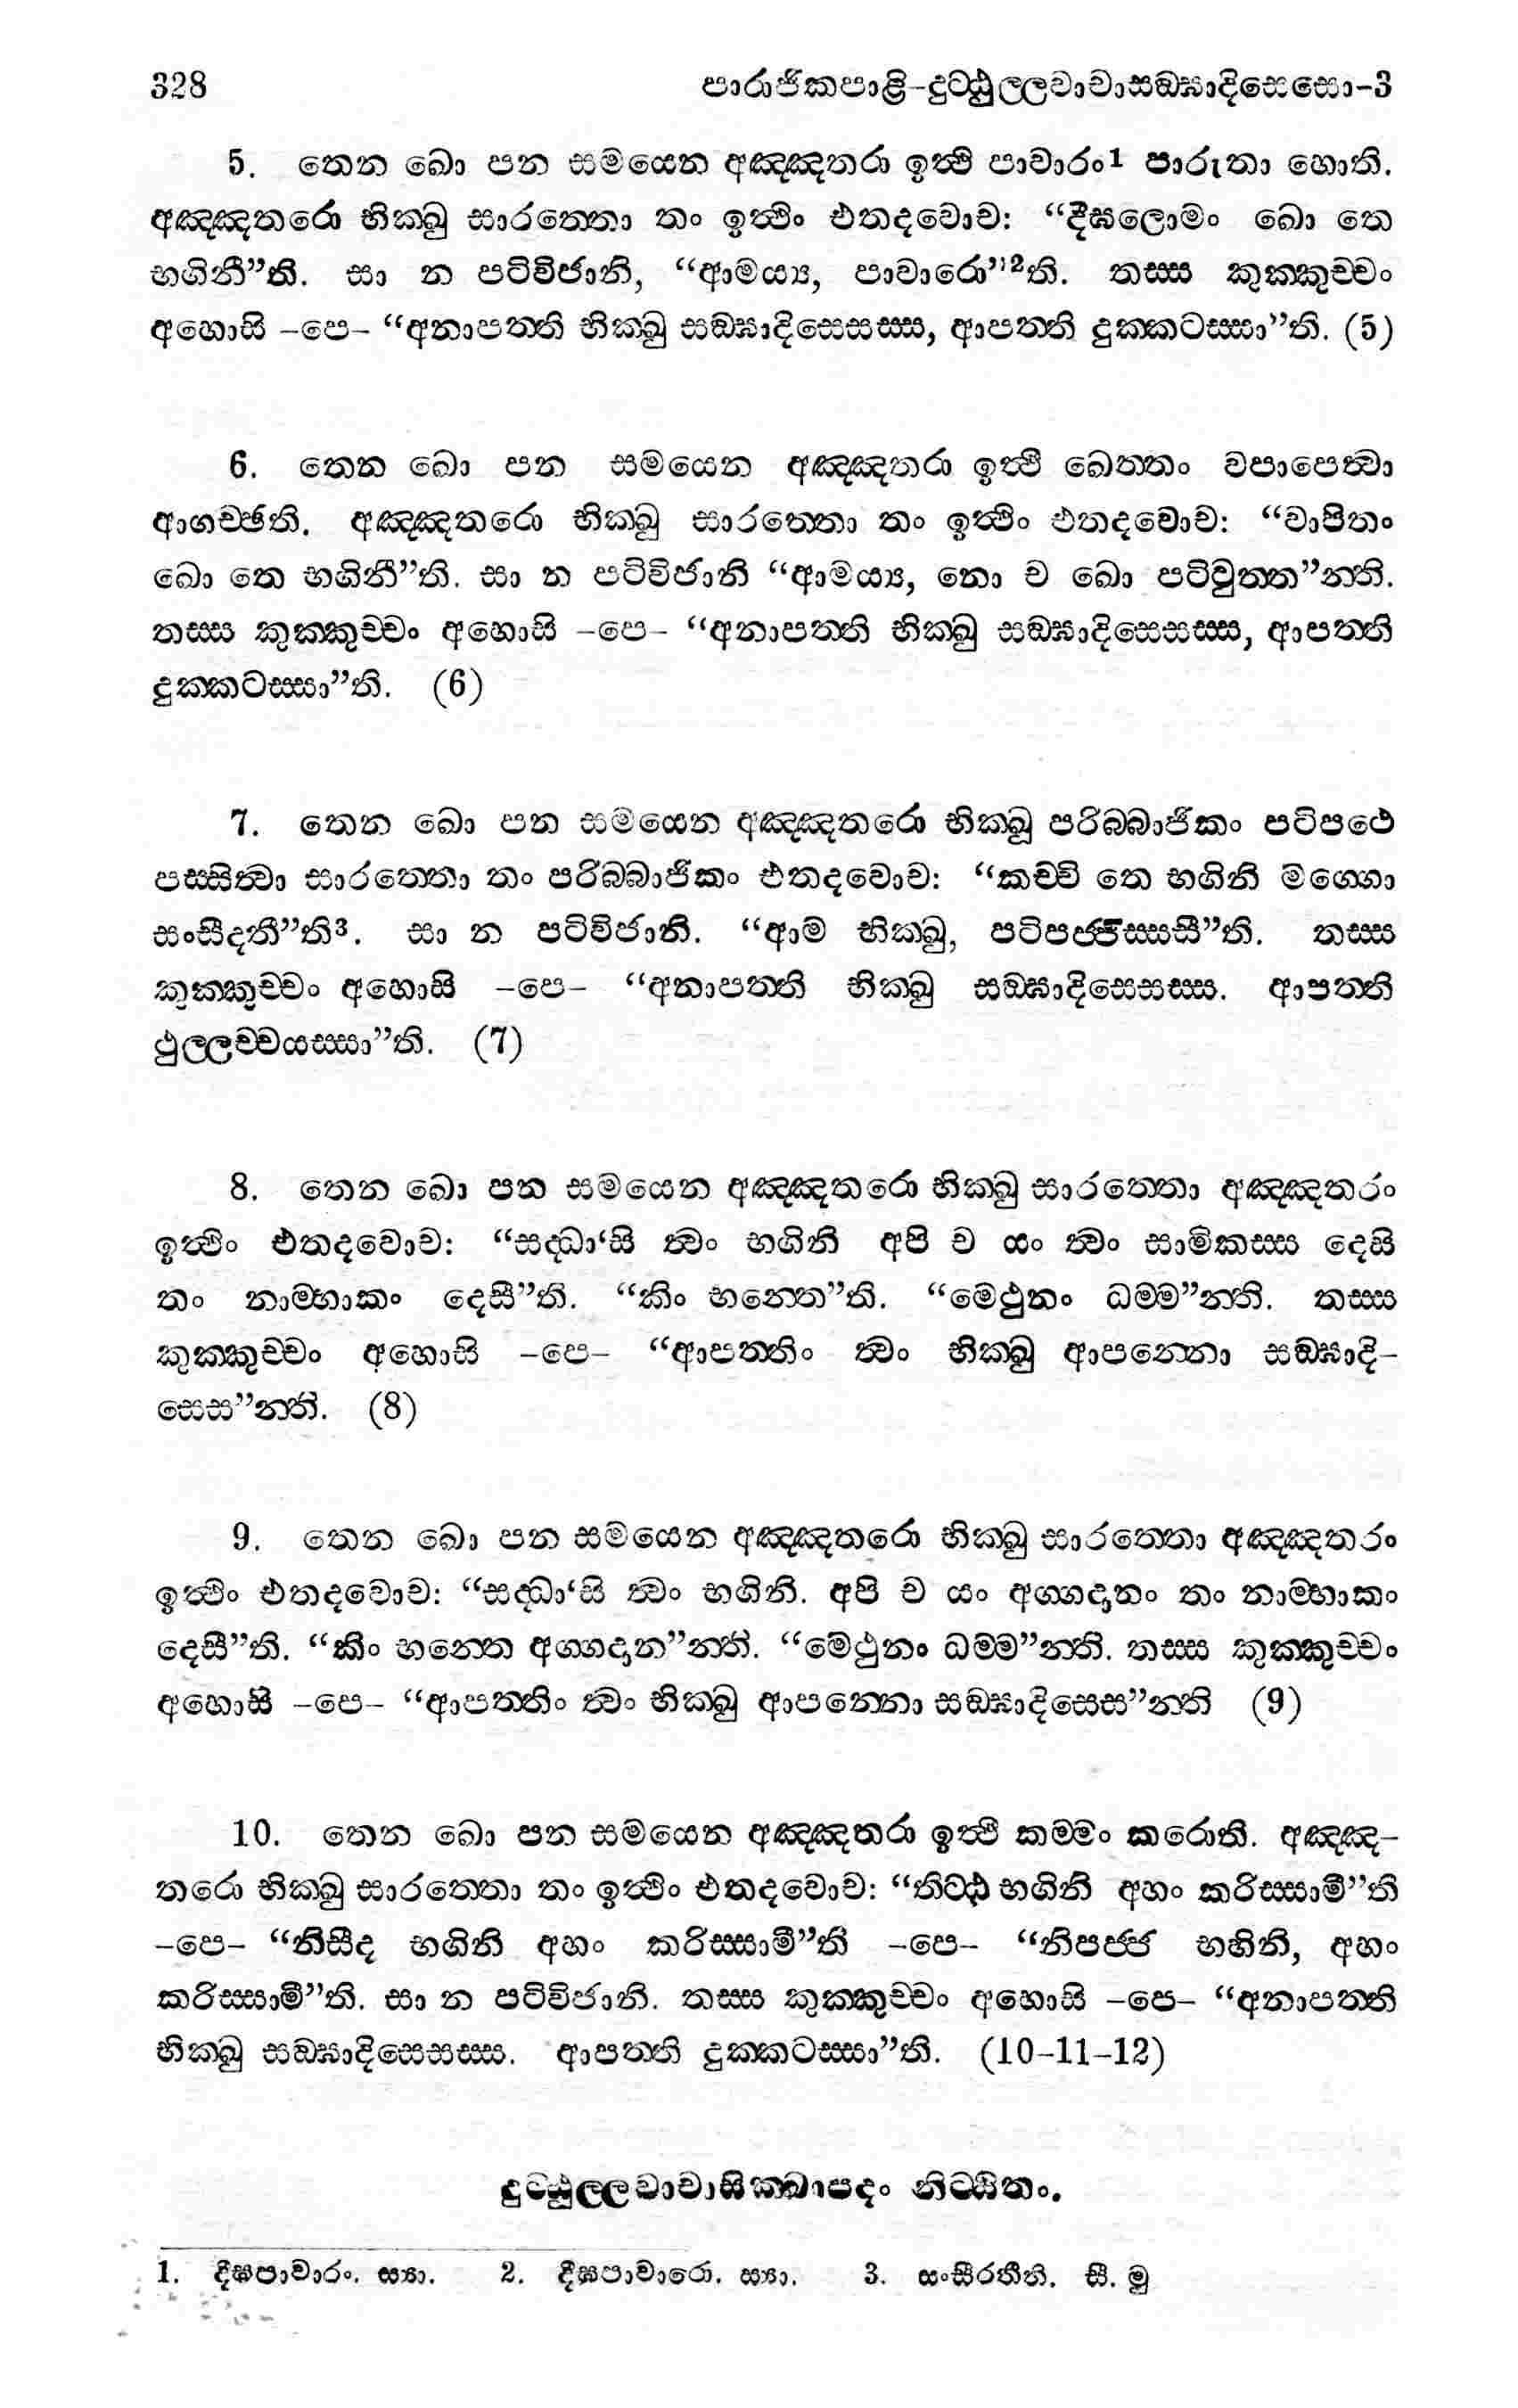 328 පාරාජිකපාළි-දුට්ඨුල්ලවාචාසඞ්ඝාදිසෙසො-3
5. තෙන ඛො පන සමයෙන අඤ්ඤතරා ඉත්ථි පාවාරං1 පාරුතා හොති.
අඤ්ඤතරො භික්ඛු සාරත්තො තං ඉත්ථිං එතදවොච: “දීඝලොමං ඛො තෙ
භගිනී”ති. සා න පටිවිජානි, “ආමය්‍ය, පාවාරො”2ති. තස්ස කුක්කුච්චං
අහොසි -පෙ- “අනාපත්ති භික්ඛු සඞ්ඝාදිසෙසස්ස, ආපත්ති දුක්කටස්සා”ති. (5)
6. තෙන ඛො පන සමයෙන අඤ්ඤතරා ඉත්ථි ඛෙත්තං වපාපෙත්වා
ආගච්ඡති. අඤ්ඤතරො භික්ඛු සාරත්තො තං ඉත්ථිං එතදවොච: “වාපිතං
ඛො තෙ භගිනී”ති. සා න පටිවිජානි “ආමය්‍ය, නො ච ඛො පටිවුත්ත”න්ති.
තස්ස කුක්කුච්චං අහොසි -පෙ- “අනාපත්ති භික්ඛු සඞ්ඝාදිසෙසස්ස, ආපත්ති
දුක්කටස්සා”ති. (6)
7. තෙන ඛො පන සමයෙන අඤ්ඤතරො භික්ඛූ පරිබ්බාජිකං පටිපථෙ
පස්සිත්වා සාරත්තො තං පරිබ්බාජිකං එතදවොච: “කච්චි තෙ භගිනි මග්ගො
සංසීදතී”ති3. සා න පටිවිජානි. “ආම භික්ඛු, පටිපජ්ජිස්සසී”ති. තස්ස
කුක්කුච්චං අහොසි -පෙ- “අනාපත්ති භික්ඛු සඞ්ඝාදිසෙසස්ස. ආපත්ති
ථුල්ලච්චයස්සා”ති. (7)
8. තෙන ඛො පන සමයෙන අඤ්ඤතරො භික්ඛු සාරත්තො අඤ්ඤතරං
ඉත්ථිං එතදවොච: “සද්ධා‘සි ත්වං භගිනි අපි ච යං ත්වං සාමිකස්ස දෙසි
තං නාම්හාකං දෙසී”ති. “කිං භන්තෙ”ති. “මෙථුනං ධම්ම”න්ති. තස්ස
කුක්කුච්චං අහොසි -පෙ- “ආපත්තිං ත්වං භික්ඛු ආපන්නො සඞ්ඝාදි-
සෙස”න්ති. (8)
9. තෙන ඛො පන සමයෙන අඤ්ඤතරො භික්ඛු සාරත්තො අඤ්ඤතරං
ඉත්ථිං එතදවොච: “සද්ධා‘සි ත්වං භගිනි. අපි ච යං අග්ගදානං තං නාම්හාකං
දෙසී”ති. “කිං භන්තෙ අග්ගදාන”න්ති. “මෙථුනං ධම්ම”න්ති. තස්ස කුක්කුච්චං
අහොසි -පෙ- “ආපත්තිං ත්වං භික්ඛු ආපන්නො සඞ්ඝාදිසෙස”න්ති (9)
10. තෙන ඛො පන සමයෙන අඤ්ඤතරා ඉත්ථි කම්මං කරොති. අඤ්ඤ-
තරො භික්ඛු සාරත්තො තං ඉත්ථිං එතදවොච: “තිට්ඨ භගිනි අහං කරිස්සාමී”ති
-පෙ- “නිසීද භගිනි අහං කරිස්සාමී”ති -පෙ- “නිපජ්ජ භහිනි, අහං
කරිස්සාමී”ති. සා න පටිවිජානි. තස්ස කුක්කුච්චං අහොසි -පෙ- “අනාපත්ති
භික්ඛු සඞ්ඝාදිසෙසස්ස. ආපත්ති දුක්කටස්සා”ති. (10-11-12)
දුට්ඨුල්ලවාචාසික්ඛාපදං නිට්ඨිතං.
1. දීඝපාවාරං. ස්‍යා. 2. දීඝපාවාරො. ස්‍යා. 3. සංසීරතීති. සී. මු